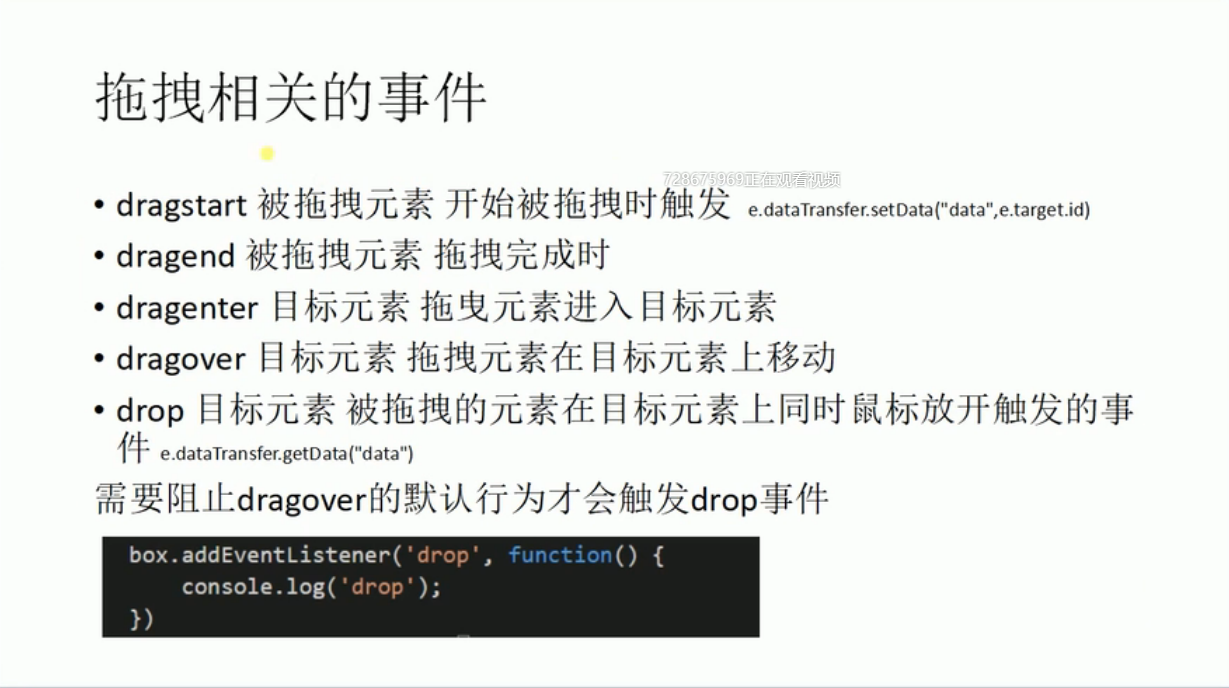 拖拽相关的事件
728675969正在观看视频
• dragstart 被拖拽元素 开始被拖拽时触发 e.dataTransfer.setData("data",e.target.id)
• dragend 被拖拽元素 拖拽完成时
• dragenter 目标元素 拖曳元素进入目标元素
• dragover 目标元素 拖拽元素在目标元素上移动
• drop 目标元素 被拖拽的元素在目标元素上同时鼠标放开触发的事
件 e.dataTransfer.getData("data")
需要阻止dragover的默认行为才会触发drop事件
box.addEventListener('drop', function() {
    console.log('drop');
})